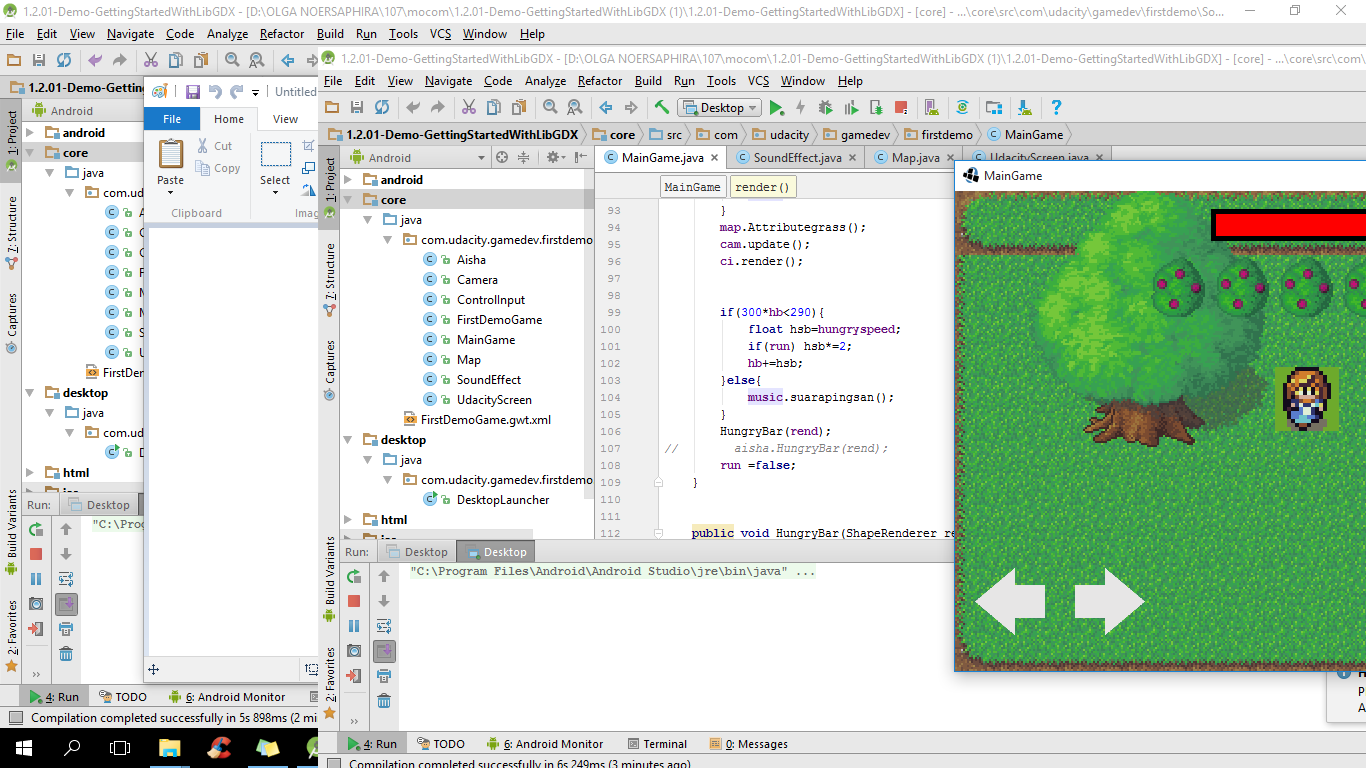 1.2.01-Demo-GettingStartedWithLibGDX - [D:\OLGA NOERSAPHIRA\107\mocom\1.2.01-Demo-GettingStartedWithLibGDX (1)\1.2.01-Demo-GettingStartedWithLibGDX] - [core] - ...\core\src\com\udacity\gamedev\firstdemo\So...
File Edit View Navigate Code Analyze Refactor Build Run Tools VCS Window Help
1.2.01-Demo-Getting
Android
android
core
java
com.ud
desktop
java
com.ud
html
1: Project
7: Structure
Captures
Build Variants
2: Favorites
Run: Desktop
"C:\Prog
4: Run TODO 6: Android Monitor
Compilation completed successfully in 5s 898ms (2 mi
Untitled
File Home View
Paste
Cut
Copy
Clipboard
Select
Imag
1.2.01-Demo-GettingStartedWithLibGDX - [D:\OLGA NOERSAPHIRA\107\mocom\1.2.01-Demo-GettingStartedWithLibGDX (1)\1.2.01-Demo-GettingStartedWithLibGDX] - [core] - ...\core\src\com
File Edit View Navigate Code Analyze Refactor Build Run Tools VCS Window Help
Desktop
1.2.01-Demo-GettingStartedWithLibGDX core src com udacity gamedev firstdemo MainGame
Android
MainGame.java SoundEffect.java Map.java UdacityScreen.java
1: Project
7: Structure
Captures
Build Variants
2: Favorites
android
core
java
com.udacity.gamedev.firstdemo
Aisha
Camera
ControlInput
FirstDemoGame
MainGame
Map
SoundEffect
UdacityScreen
FirstDemoGame.gwt.xml
desktop
java
com.udacity.gamedev.firstdemo
DesktopLauncher
html
MainGame render()
93 }
94 map.Attributegrass();
95 cam.update();
96 ci.render();
97
98
99 if(300*hb<290){
100 float hsb=hungryspeed;
101 if(run) hsb*=2;
102 hb+=hsb;
103 }else{
104 music.suarapingsan();
105 }
106 HungryBar(rend);
107 // aisha.HungryBar(rend);
108 run =false;
109 }
110
111
112 public void HungryBar(ShapeRenderer re
MainGame
Run: Desktop Desktop
"C:\Program Files\Android\Android Studio\jre\bin\java" ...
4: Run TODO 6: Android Monitor Terminal 0: Messages
Compilation completed successfully in 6s 249ms (3 minutes ago)